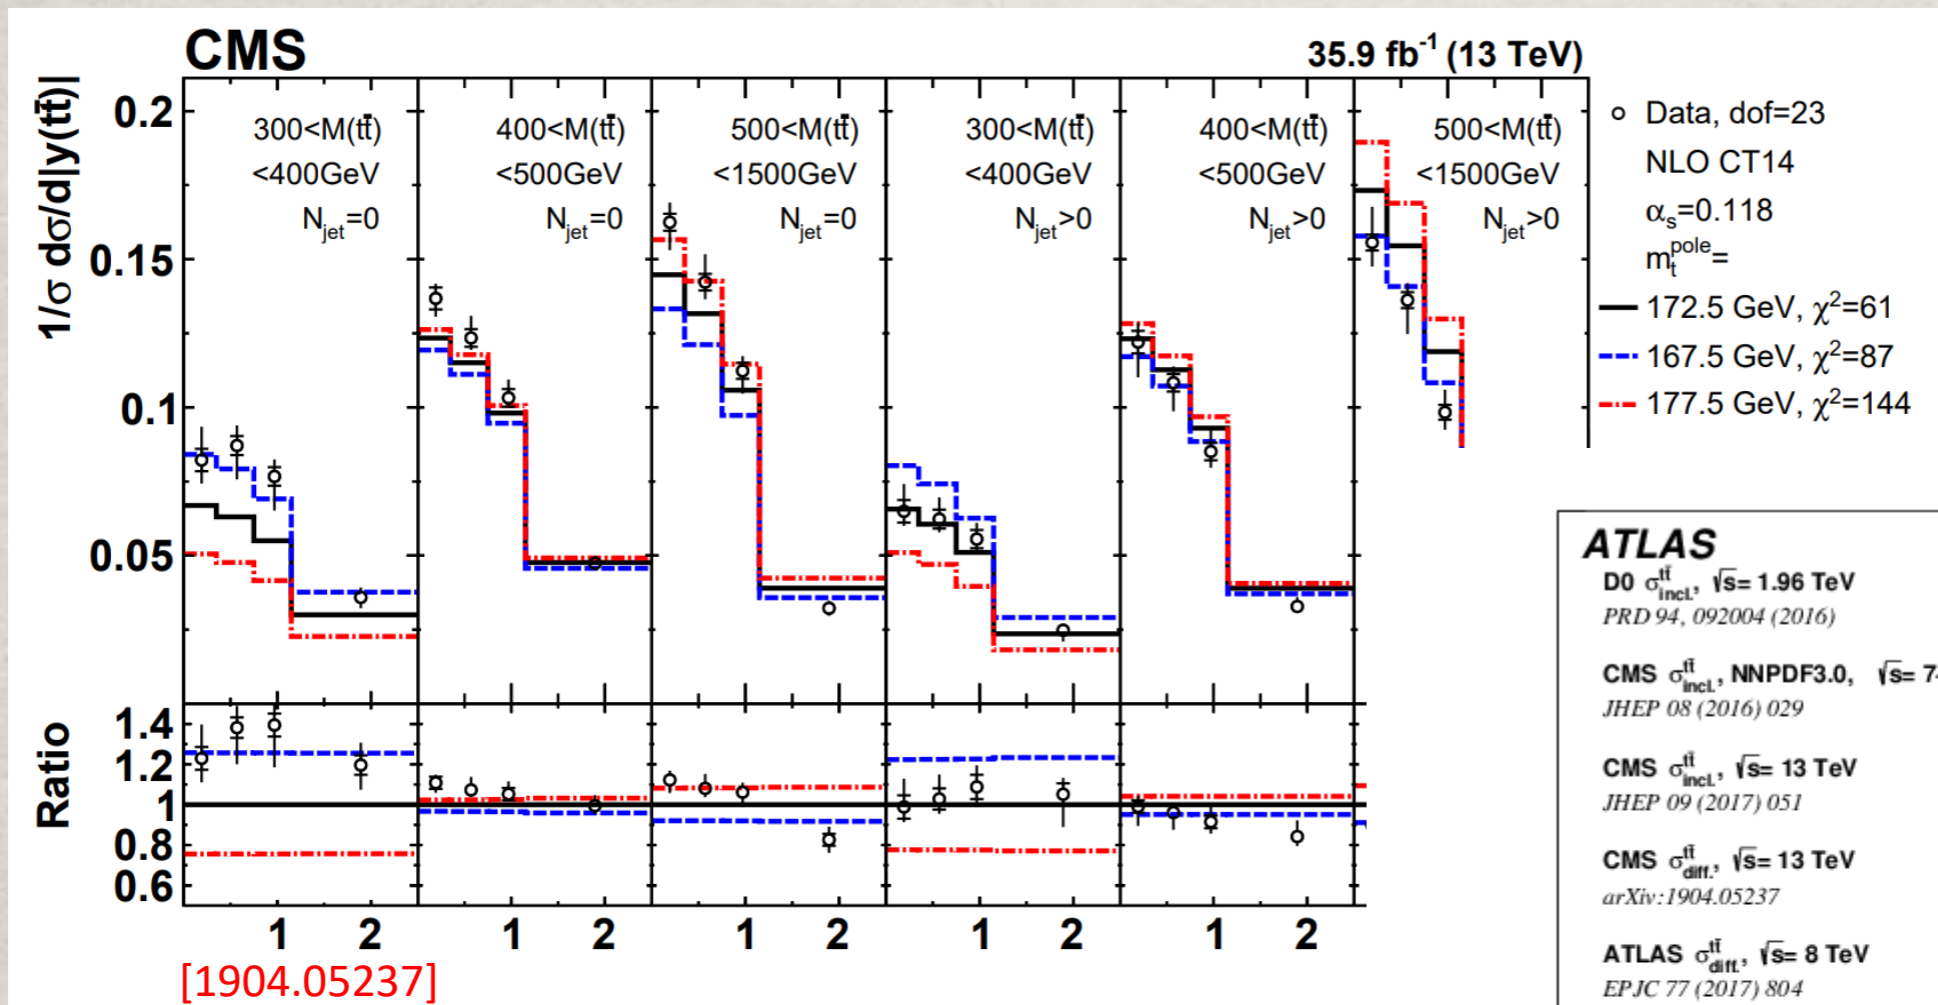 CMS
35.9 fb⁻¹ (13 TeV)
1/σ dσ/d|y(tt̄)|
0.2
0.15
0.1
0.05
300<M(tt̄)
<400GeV
N_jet=0
400<M(tt̄)
<500GeV
N_jet=0
500<M(tt̄)
<1500GeV
N_jet=0
300<M(tt̄)
<400GeV
N_jet>0
400<M(tt̄)
<500GeV
N_jet>0
500<M(tt̄)
<1500GeV
N_jet>0
Data, dof=23
NLO CT14
α_s=0.118
m_t^pole=
172.5 GeV, χ²=61
167.5 GeV, χ²=87
177.5 GeV, χ²=144
Ratio
1.4
1.2
1
0.8
0.6
1 2 1 2 1 2 1 2 1 2
[1904.05237]
ATLAS
D0 σ_incl.^tt̄, √s= 1.96 TeV
PRD 94, 092004 (2016)
CMS σ_incl.^tt̄, NNPDF3.0, √s= 7
JHEP 08 (2016) 029
CMS σ_incl.^tt̄, √s= 13 TeV
JHEP 09 (2017) 051
CMS σ_diff.^tt̄, √s= 13 TeV
arXiv:1904.05237
ATLAS σ_diff.^tt̄, √s= 8 TeV
EPJC 77 (2017) 804